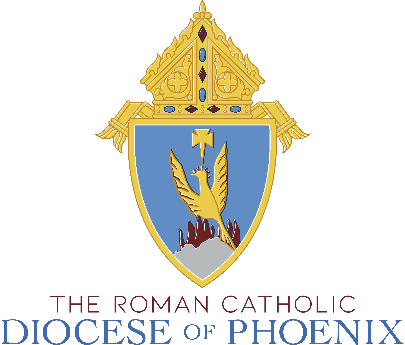 THE ROMAN CATHOLIC
DIOCESE OF PHOENIX